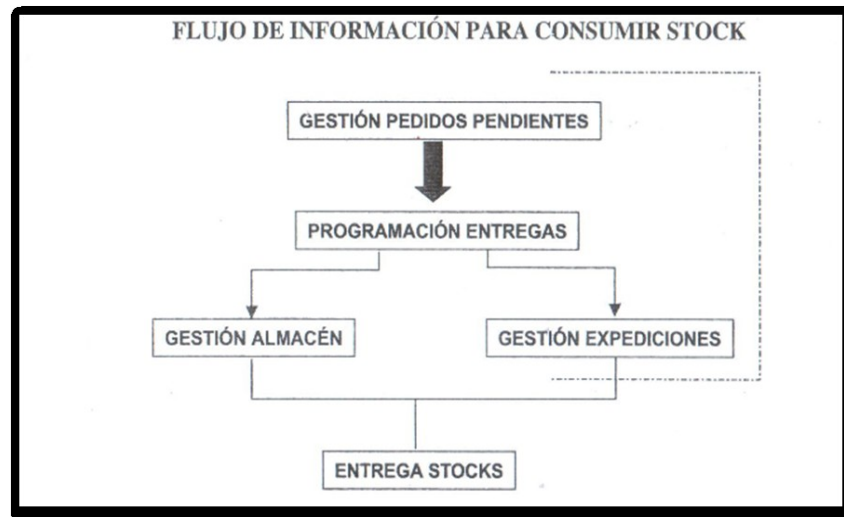 FLUJO DE INFORMACIÓN PARA CONSUMIR STOCK
GESTIÓN PEDIDOS PENDIENTES
PROGRAMACIÓN ENTREGAS
GESTIÓN ALMACÉN
GESTIÓN EXPEDICIONES
ENTREGA STOCKS